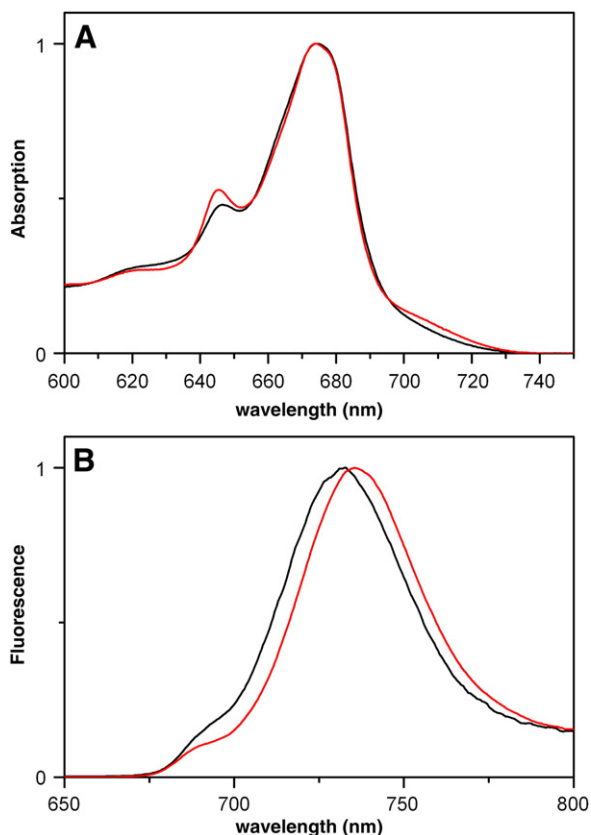 A
1
Absorption
0
600 620 640 660 680 700 720 740
wavelength (nm)
B
1
Fluorescence
0
650 700 750 800
wavelength (nm)